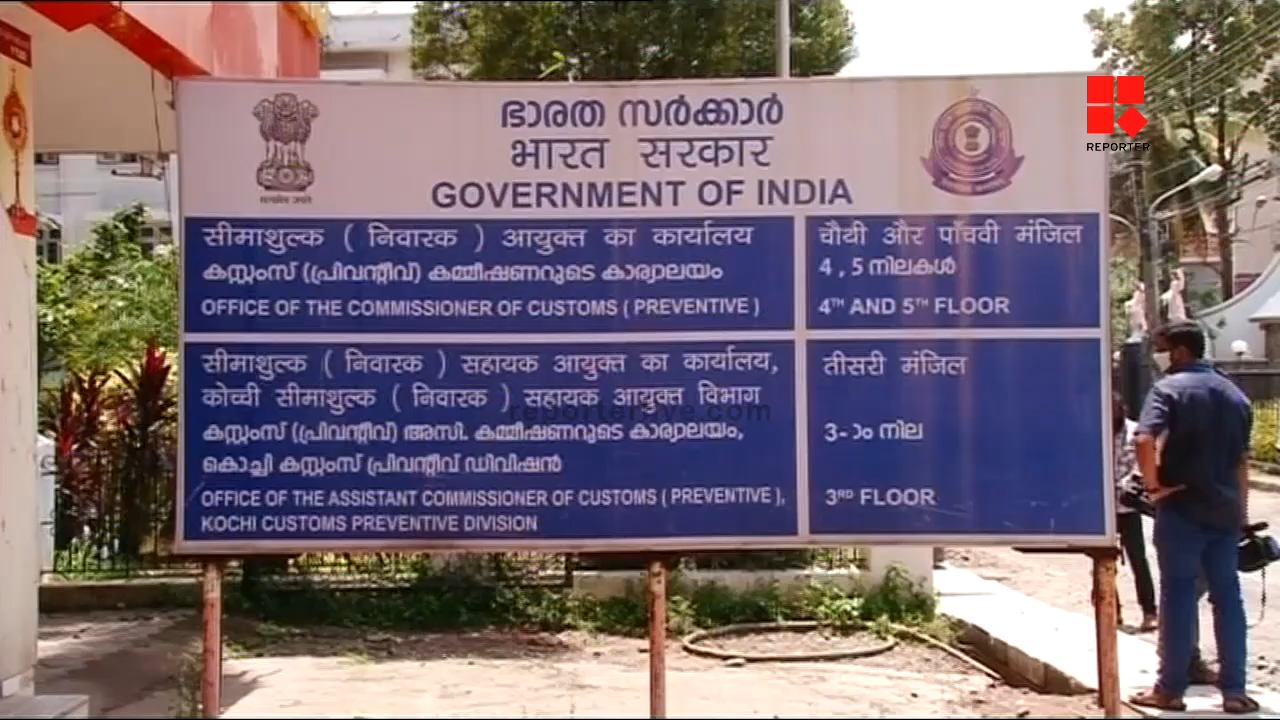 ഭാരത സർക്കാർ
भारत सरकार
GOVERNMENT OF INDIA
सत्यमेव जयते
REPORTER
सीमाशुल्क ( निवारक ) आयुक्त का कार्यालय
കസ്റ്റംസ് (പ്രിവന്റീവ്) കമ്മീഷണറുടെ കാര്യാലയം
OFFICE OF THE COMMISSIONER OF CUSTOMS ( PREVENTIVE )
चौथी और पाँचवी मंजिल
4 , 5 നിലകൾ
4TH AND 5TH FLOOR
सीमाशुल्क ( निवारक ) सहायक आयुक्त का कार्यालय,
कोच्ची सीमाशुल्क ( निवारक ) सहायक आयुक्त विभाग
കസ്റ്റംസ് (പ്രിവന്റീവ്) അസി. കമ്മീഷണറുടെ കാര്യാലയം,
കൊച്ചി കസ്റ്റംസ് പ്രിവന്റീവ് ഡിവിഷൻ
OFFICE OF THE ASSISTANT COMMISSIONER OF CUSTOMS ( PREVENTIVE ),
KOCHI CUSTOMS PREVENTIVE DIVISION
तीसरी मंजिल
3-ാം നില
3RD FLOOR